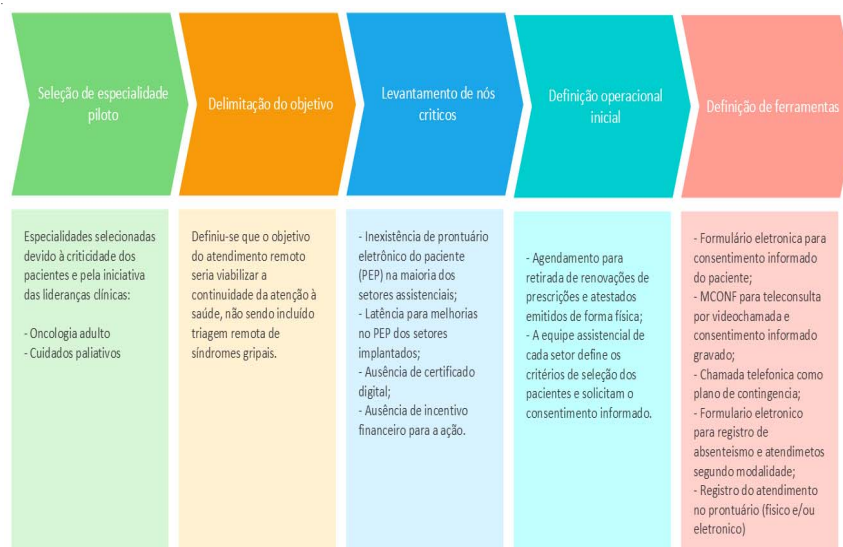 Seleção de especialidade
piloto
Delimitação do objetivo
Levantamento de nós
criticos
Definição operacional
inicial
Definição de ferramentas
Especialidades selecionadas
devido à criticidade dos
pacientes e pela iniciativa
das lideranças clínicas:
- Oncologia adulto
- Cuidados paliativos
Definiu-se que o objetivo
do atendimento remoto
seria viabilizar a
continuidade da atenção à
saúde, não sendo incluído
triagem remota de
síndromes gripais.
- Inexistência de prontuário
eletrônico do paciente
(PEP) na maioria dos
setores assistenciais;
- Latência para melhorias
no PEP dos setores
implantados;
- Ausência de certificado
digital;
- Ausência de incentivo
financeiro para a ação.
- Agendamento para
retirada de renovações de
prescrições e atestados
emitidos de forma física;
- A equipe assistencial de
cada setor define os
critérios de seleção dos
pacientes e solicitam o
consentimento informado.
- Formulário eletronica para
consentimento informado
do paciente;
- MCONF para teleconsulta
por videochamada e
consentimento informado
gravado;
- Chamada telefonica como
plano de contingencia;
- Formulario eletronico
para registro de
absenteismo e atendimetos
segundo modalidade;
- Registro do atendimento
no prontuário (fisico e/ou
eletronico)